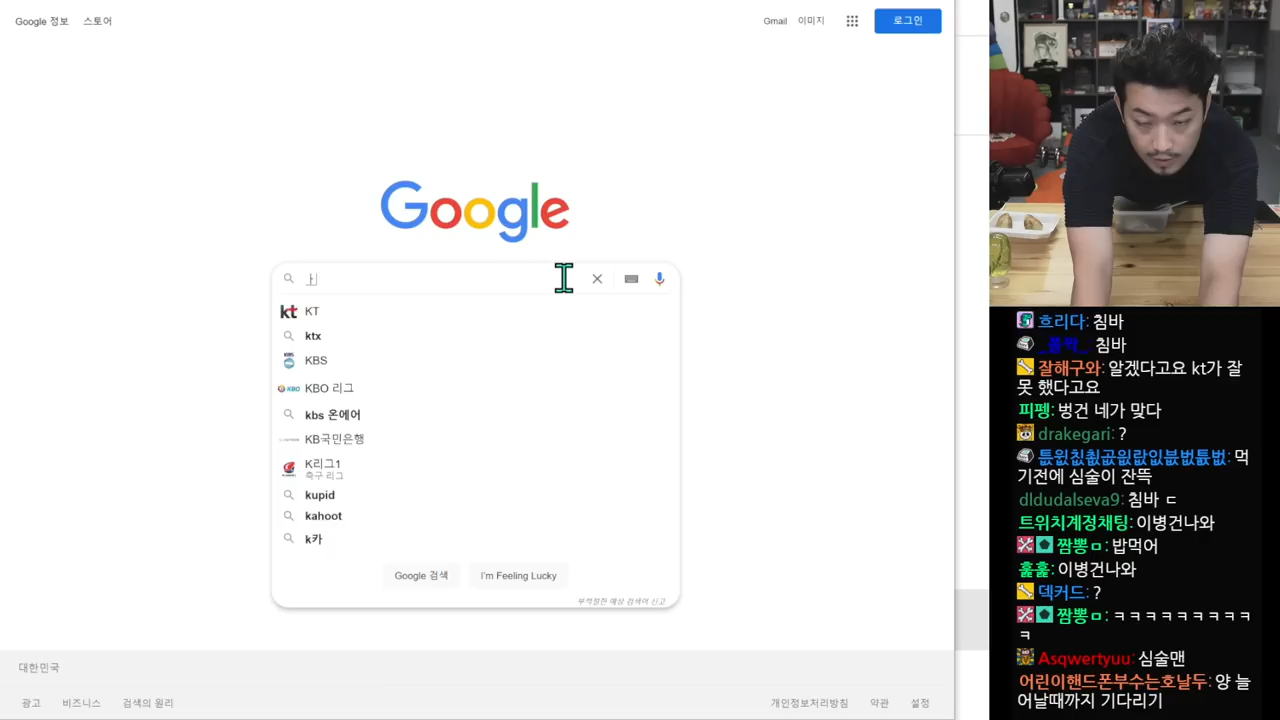 Google 정보 스토어
Gmail 이미지
로그인
Google
ㅏ
kt KT
ktx
KBS KBS
KBO KBO 리그
kbs 온에어
KB국민은행
K리그1
축구 리그
kupid
kahoot
k카
Google 검색 I'm Feeling Lucky
부적절한 예상 검색어 신고
대한민국
광고 비즈니스 검색의 원리
개인정보처리방침 약관 설정
흐리다: 침바
침바
잘해구와: 알겠다고요 kt가 잘
못 했다고요
피펭: 벙건 네가 맞다
drakegari: ?
먹
기전에 심술이 잔뜩
dldudalseva9: 침바 ㄷ
트위치계정채팅: 이병건나와
짬뽕ㅁ: 밥먹어
훑훑: 이병건나와
덱커드: ?
짬뽕ㅁ: ㅋㅋㅋㅋㅋㅋㅋㅋㅋ
ㅋ
Asqwertyuu: 심술맨
어린이핸드폰부수는호날두: 양 늘
어날때까지 기다리기